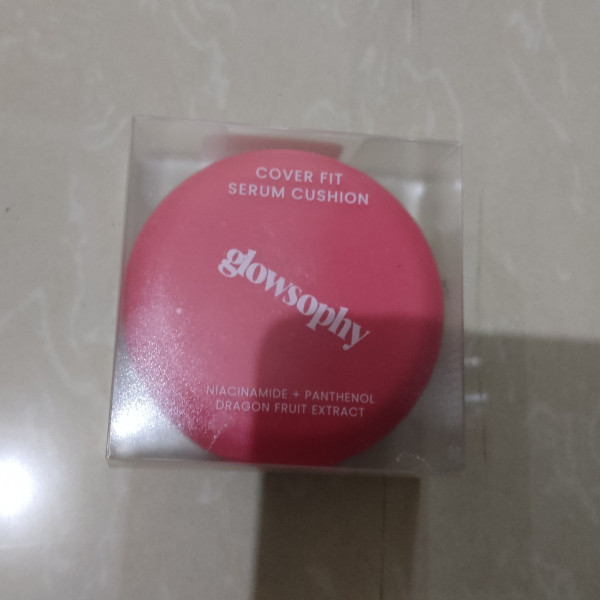 COVER FIT
SERUM CUSHION
glowsophy
NIACINAMIDE + PANTHENOL
DRAGON FRUIT EXTRACT